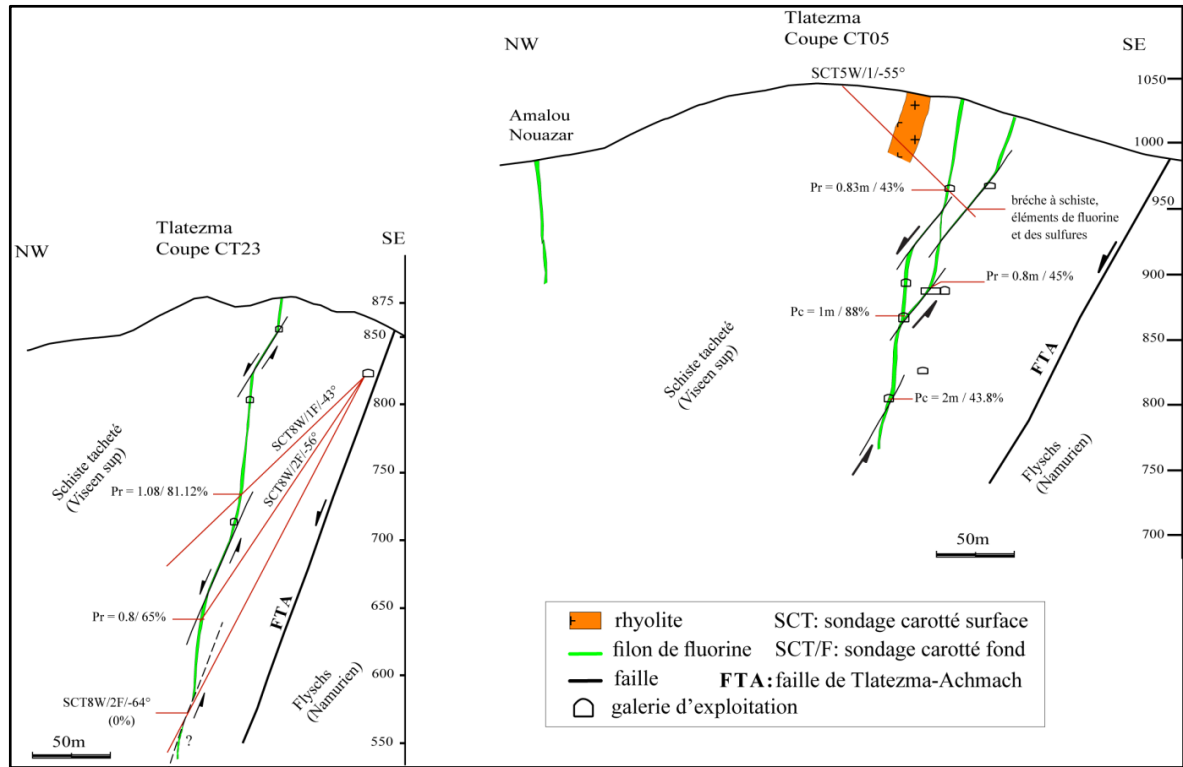 Tlatezma
Coupe CT23
NW
SE
875
850
800
750
700
650
600
550
SCT8W/1F/-43°
SCT8W/2F/-56°
Schiste tacheté
(Viseen sup)
Pr = 1.08/ 81.12%
Pr = 0.8/ 65%
FTA
Flyschs
(Namurien)
SCT8W/2F/-64°
(0%)
?
50m
Tlatezma
Coupe CT05
NW
SE
SCT5W/1/-55°
Amalou
Nouazar
1050
1000
950
900
850
800
750
700
Pr = 0.83m / 43%
bréche à schiste,
éléments de fluorine
et des sulfures
Pr = 0.8m / 45%
Pc = 1m / 88%
Pc = 2m / 43.8%
Schiste tacheté
(Viseen sup)
FTA
Flyschs
(Namurien)
50m
rhyolite
SCT: sondage carotté surface
filon de fluorine
SCT/F: sondage carotté fond
faille
FTA: faille de Tlatezma-Achmach
galerie d'exploitation